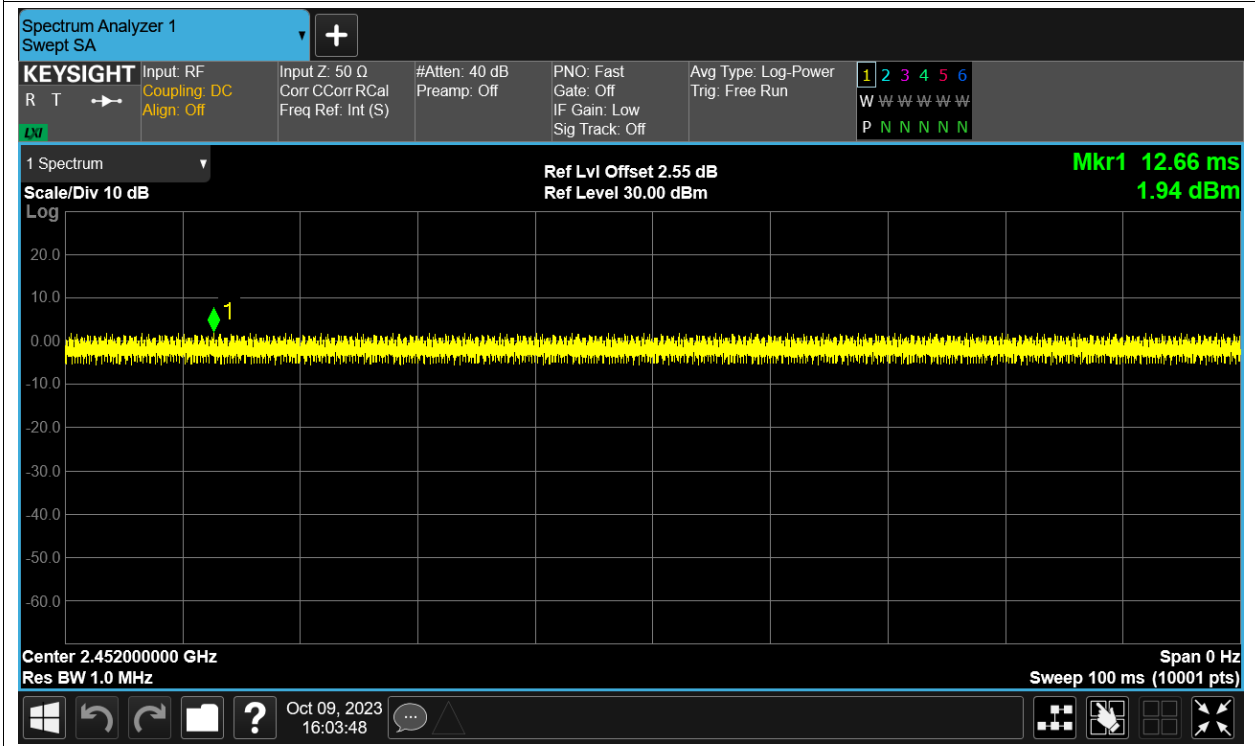 Spectrum Analyzer 1
Swept SA
+
KEYSIGHT
R T
LXI
Input: RF
Coupling: DC
Align: Off
Input Z: 50 Ω
Corr CCorr RCal
Freq Ref: Int (S)
#Atten: 40 dB
Preamp: Off
PNO: Fast
Gate: Off
IF Gain: Low
Sig Track: Off
Avg Type: Log-Power
Trig: Free Run
1 2 3 4 5 6
W W W W W W
P N N N N N
1 Spectrum
Scale/Div 10 dB
Ref Lvl Offset 2.55 dB
Ref Level 30.00 dBm
Mkr1 12.66 ms
1.94 dBm
Log
20.0
10.0
1
0.00
-10.0
-20.0
-30.0
-40.0
-50.0
-60.0
Center 2.452000000 GHz
Res BW 1.0 MHz
Span 0 Hz
Sweep 100 ms (10001 pts)
?
Oct 09, 2023
16:03:48